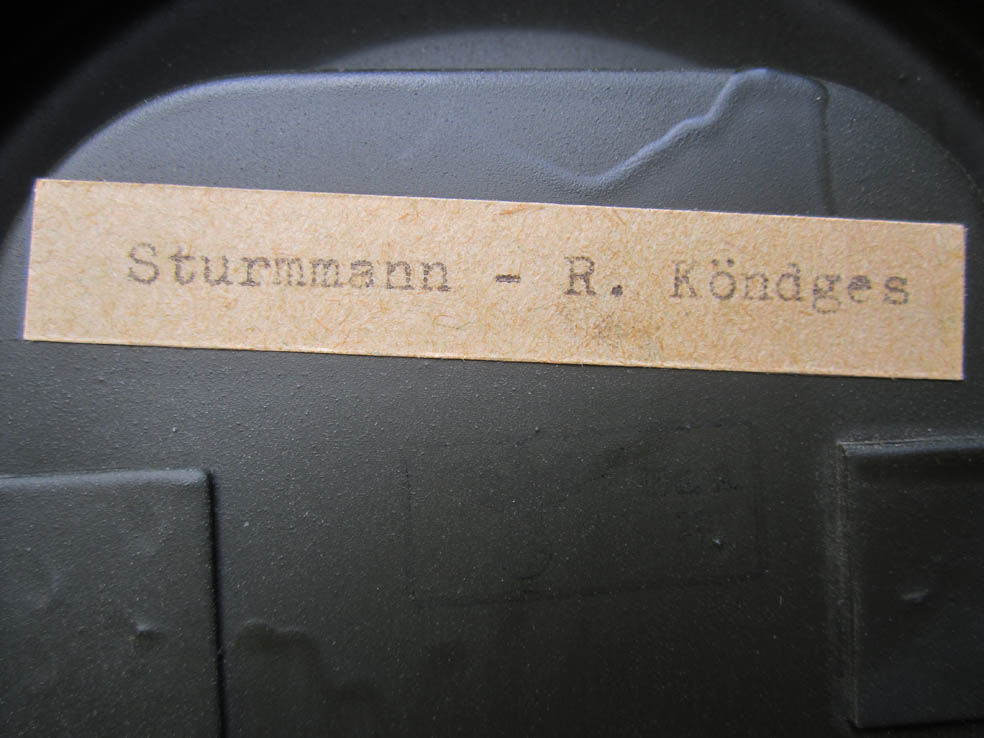 Sturmmann - R. Köndges